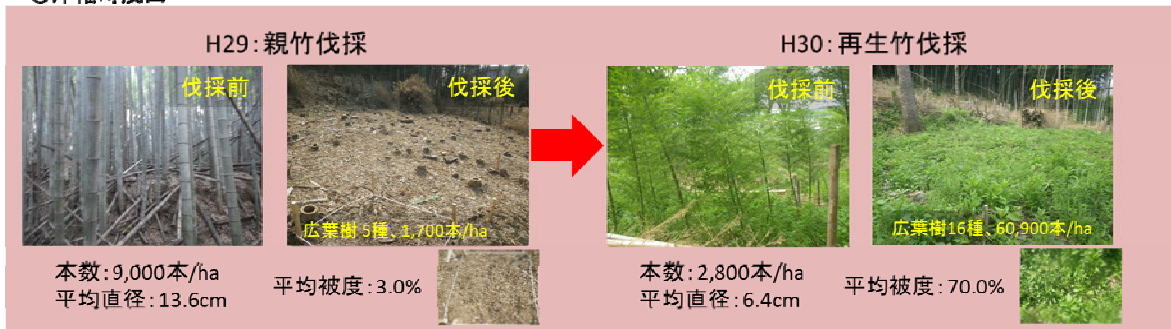 H29：親竹伐採
伐採前
伐採後
広葉樹 5種、1,700本/ha
本数：9,000本/ha
平均直径：13.6cm
平均被度：3.0%
H30：再生竹伐採
伐採前
伐採後
広葉樹16種、60,900本/ha
本数：2,800本/ha
平均直径：6.4cm
平均被度：70.0%